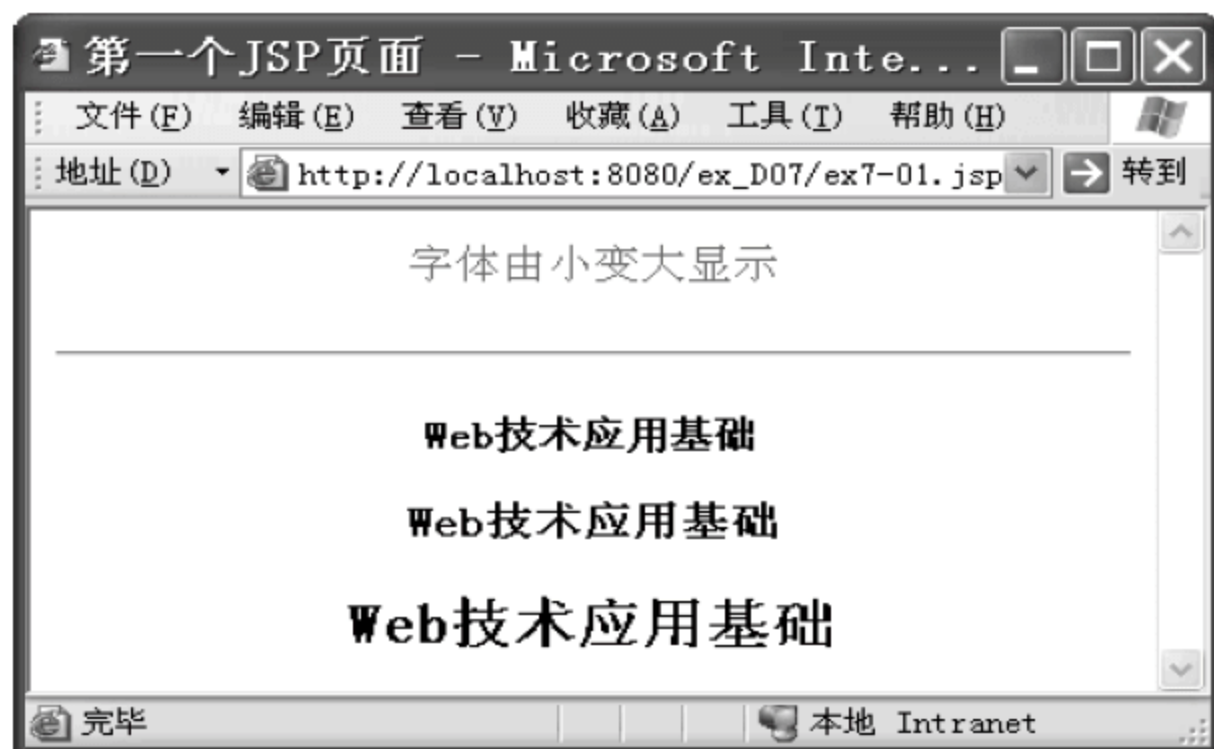 第一个JSP页面 - Microsoft Inte...
文件(F) 编辑(E) 查看(V) 收藏(A) 工具(T) 帮助(H)
地址(D) http://localhost:8080/ex_D07/ex7-01.jsp 转到
字体由小变大显示
Web技术应用基础
Web技术应用基础
Web技术应用基础
完毕 本地 Intranet